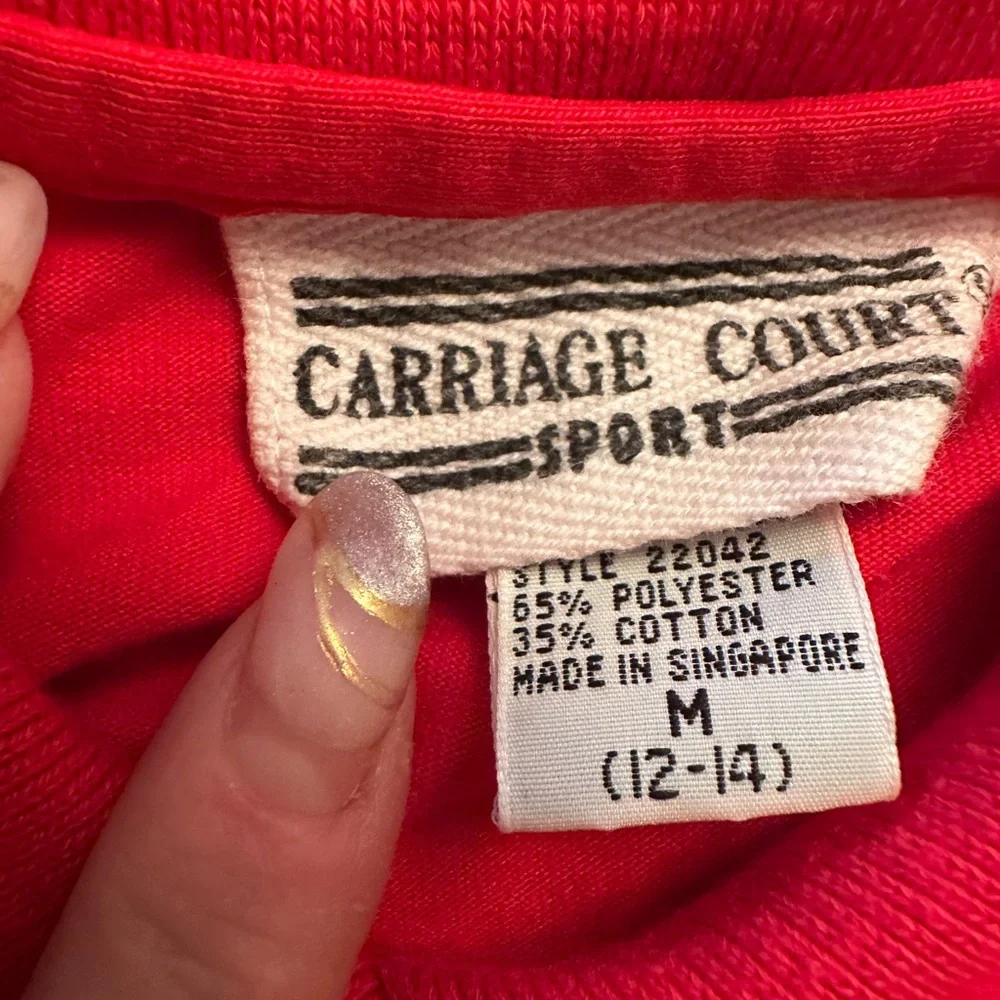 CARRIAGE COURT®
SPORT
STYLE 22042
65% POLYESTER
35% COTTON
MADE IN SINGAPORE
M
(12-14)